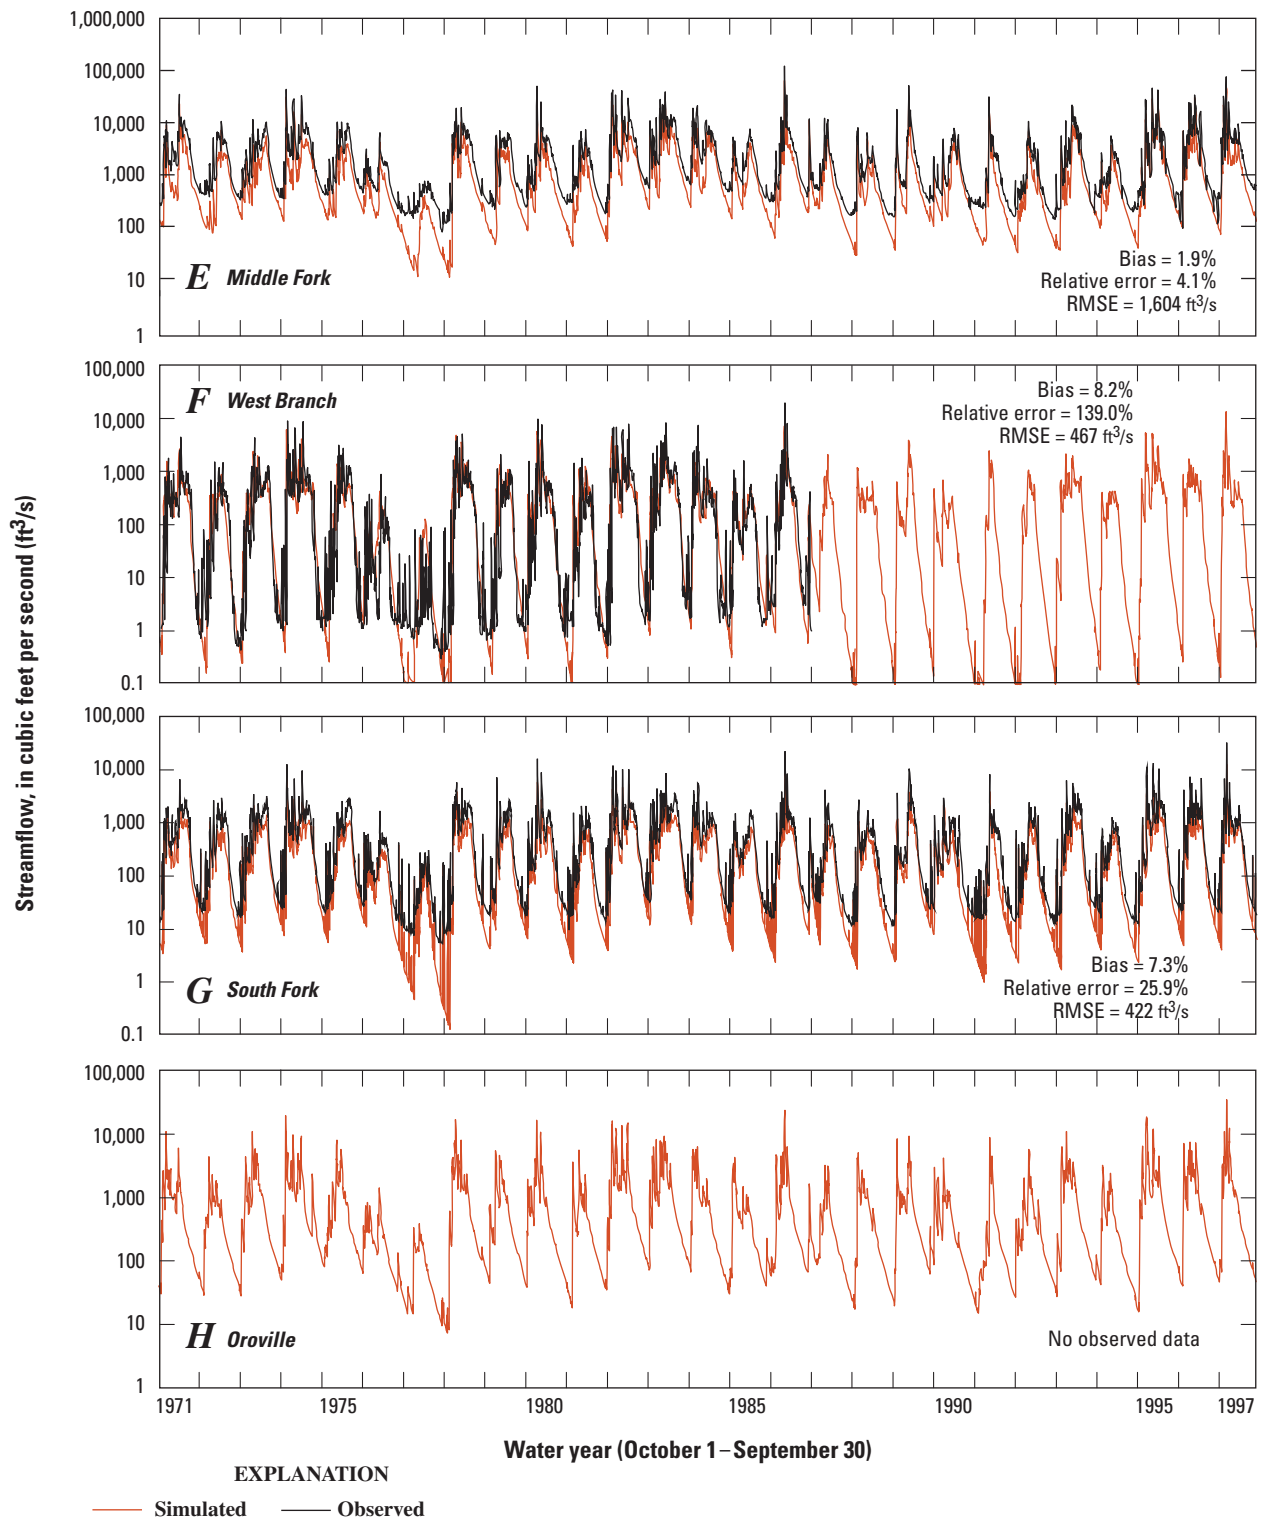 Streamflow, in cubic feet per second (ft³/s)
1,000,000
100,000
10,000
1,000
100
10
1
E Middle Fork
Bias = 1.9%
Relative error = 4.1%
RMSE = 1,604 ft³/s
100,000
10,000
1,000
100
10
1
0.1
F West Branch
Bias = 8.2%
Relative error = 139.0%
RMSE = 467 ft³/s
100,000
10,000
1,000
100
10
1
0.1
G South Fork
Bias = 7.3%
Relative error = 25.9%
RMSE = 422 ft³/s
100,000
10,000
1,000
100
10
1
H Oroville
No observed data
1971 1975 1980 1985 1990 1995 1997
Water year (October 1–September 30)
EXPLANATION
Simulated Observed